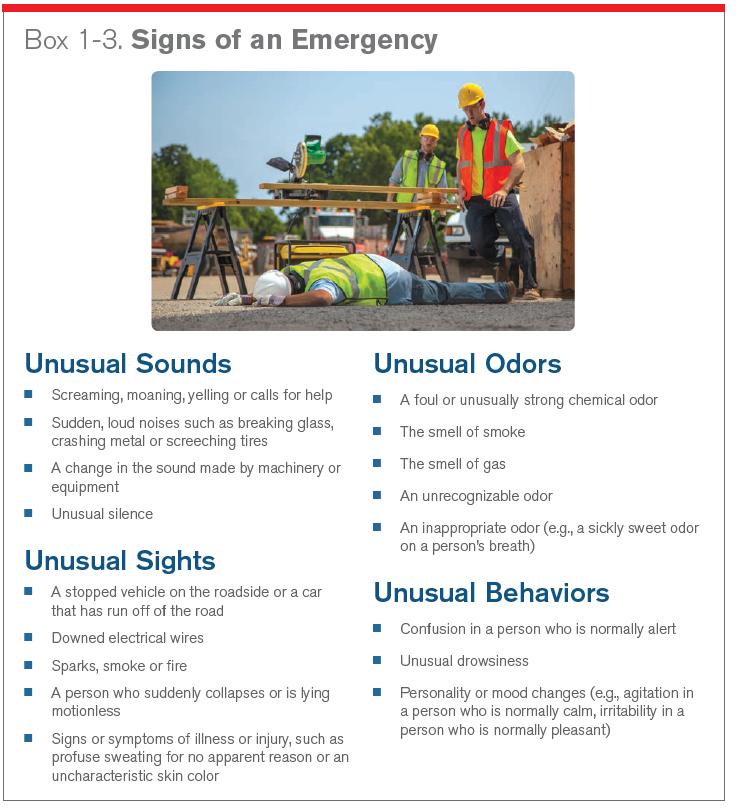 Box 1-3. Signs of an Emergency
Unusual Sounds
■ Screaming, moaning, yelling or calls for help
■ Sudden, loud noises such as breaking glass,
crashing metal or screeching tires
■ A change in the sound made by machinery or
equipment
■ Unusual silence
Unusual Sights
■ A stopped vehicle on the roadside or a car
that has run off of the road
■ Downed electrical wires
■ Sparks, smoke or fire
■ A person who suddenly collapses or is lying
motionless
■ Signs or symptoms of illness or injury, such as
profuse sweating for no apparent reason or an
uncharacteristic skin color
Unusual Odors
■ A foul or unusually strong chemical odor
■ The smell of smoke
■ The smell of gas
■ An unrecognizable odor
■ An inappropriate odor (e.g., a sickly sweet odor
on a person's breath)
Unusual Behaviors
■ Confusion in a person who is normally alert
■ Unusual drowsiness
■ Personality or mood changes (e.g., agitation in
a person who is normally calm, irritability in a
person who is normally pleasant)